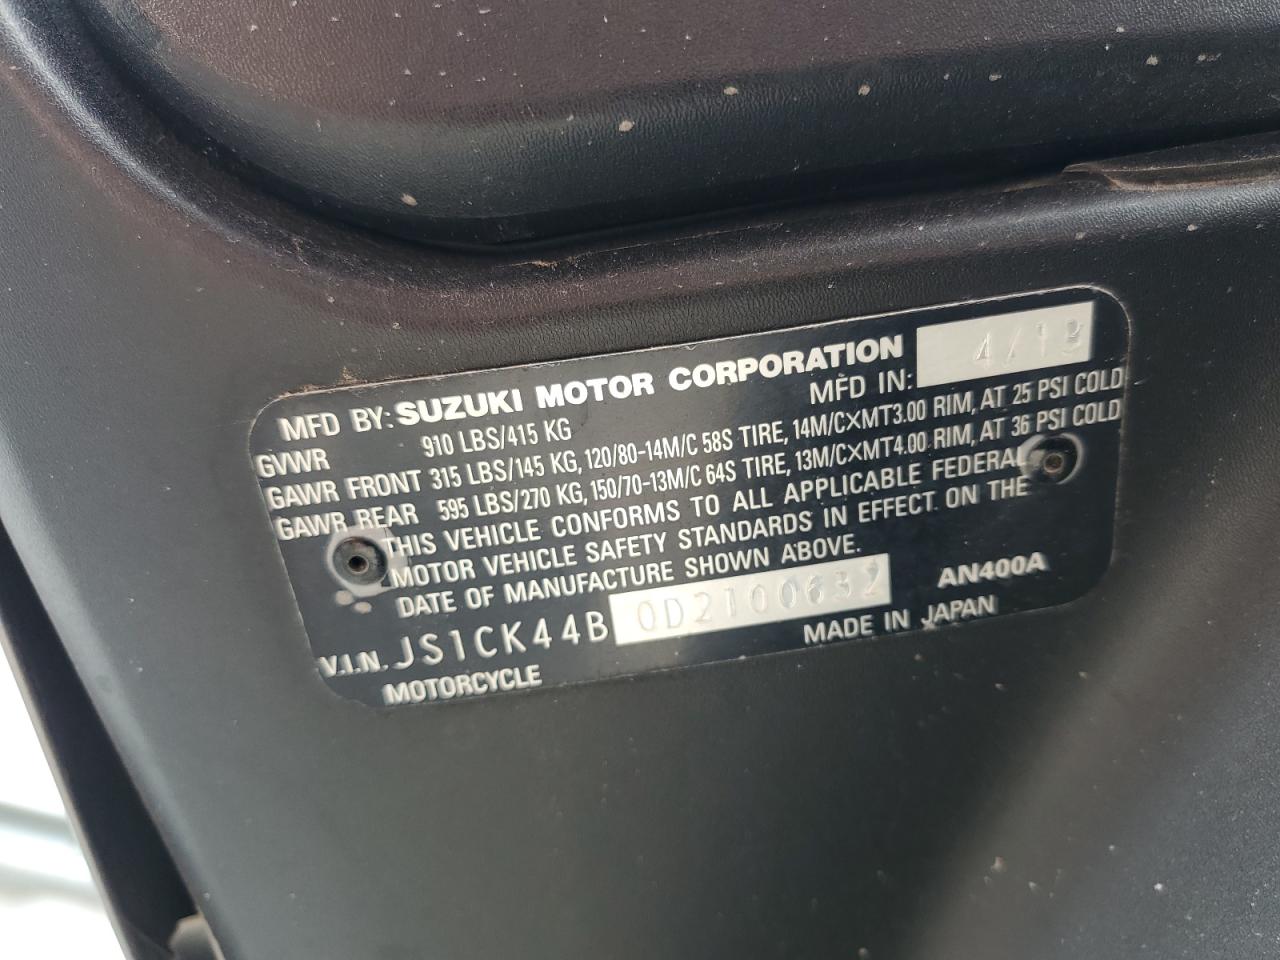 MFD BY: SUZUKI MOTOR CORPORATION 4/13
GVWR 910 LBS/415 KG MFD IN:
GAWR FRONT 315 LBS/145 KG, 120/80-14M/C 58S TIRE, 14M/C×MT3.00 RIM, AT 25 PSI COLD
GAWR REAR 595 LBS/270 KG, 150/70-13M/C 64S TIRE, 13M/C×MT4.00 RIM, AT 36 PSI COLD
THIS VEHICLE CONFORMS TO ALL APPLICABLE FEDERAL
MOTOR VEHICLE SAFETY STANDARDS IN EFFECT ON THE
DATE OF MANUFACTURE SHOWN ABOVE.
V.I.N. JS1CK44B0D2100632 AN400A
MOTORCYCLE MADE IN JAPAN